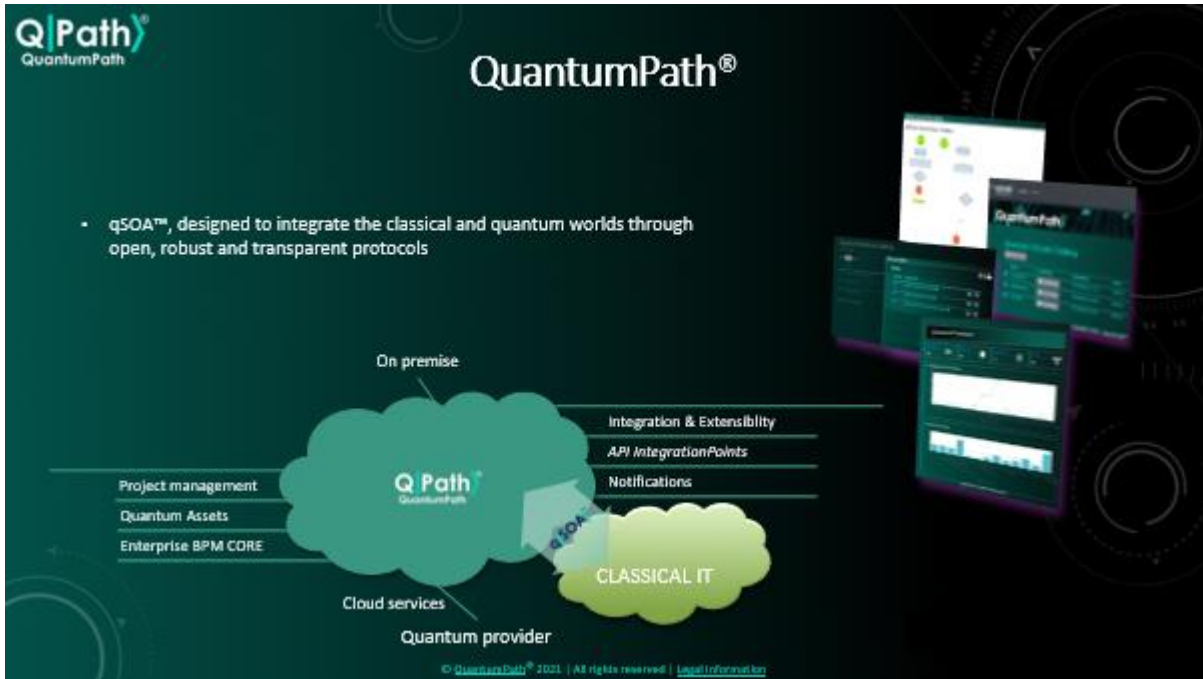 Q|Path⟩®
QuantumPath
QuantumPath®
▪ qSOA™, designed to integrate the classical and quantum worlds through
open, robust and transparent protocols
On premise
Integration & Extensiblity
API IntegrationPoints
Notifications
Project management
Quantum Assets
Enterprise BPM CORE
Q|Path⟩
QuantumPath
qSOA
CLASSICAL IT
Cloud services
Quantum provider
QuantumPath
© QuantumPath® 2021 | All rights reserved | Legal information